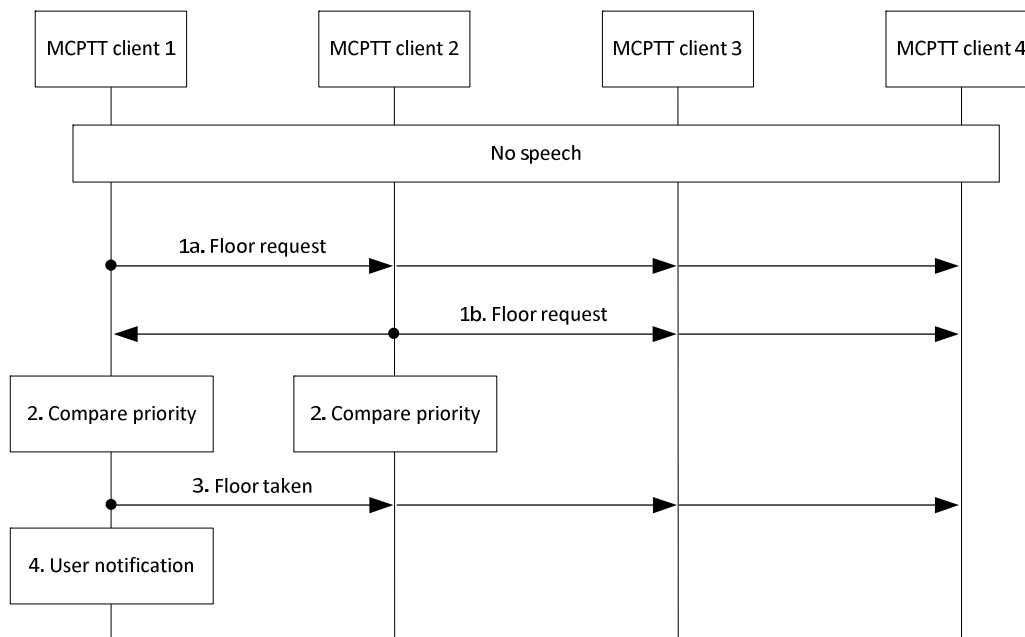 MCPTT client 1
MCPTT client 2
MCPTT client 3
MCPTT client 4
No speech
1a. Floor request
1b. Floor request
2. Compare priority
2. Compare priority
3. Floor taken
4. User notification